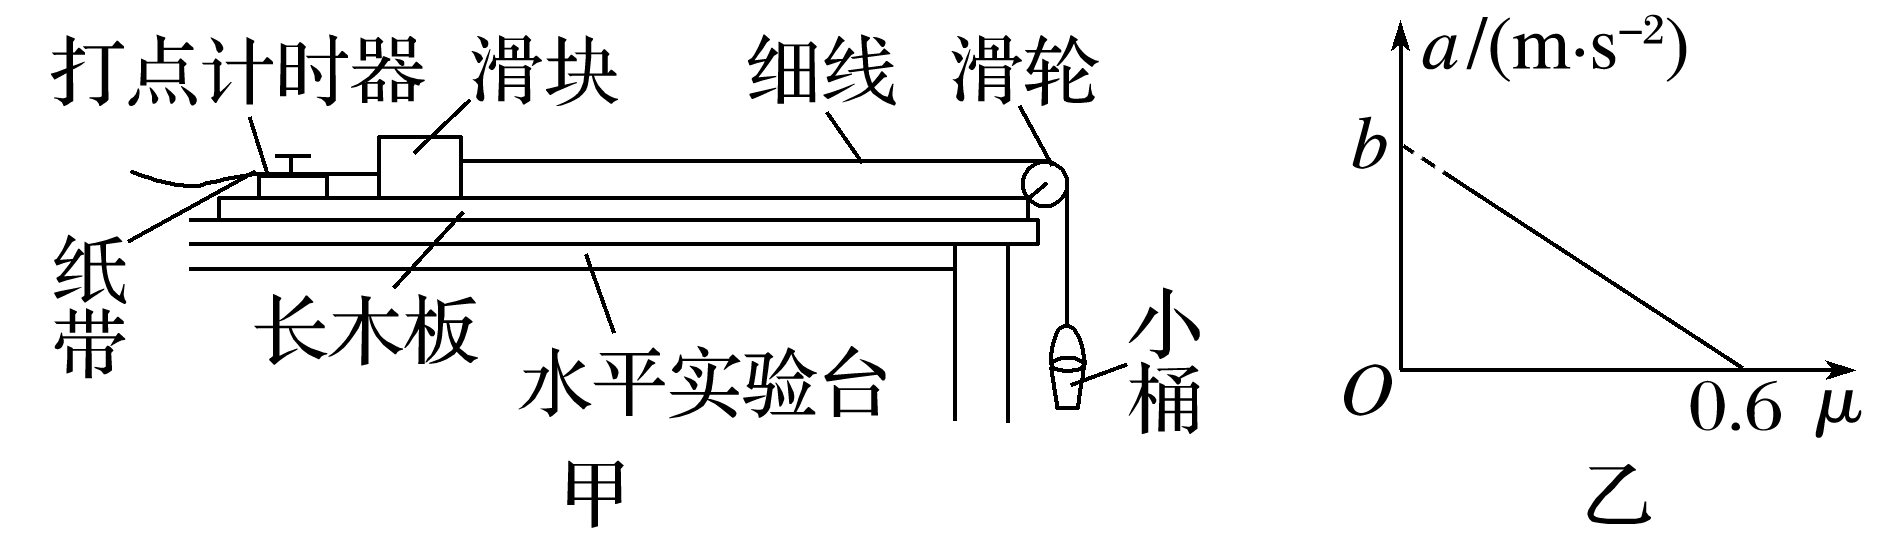 打点计时器 滑块 细线 滑轮
纸带
长木板
水平实验台
小桶
甲
a/(m·s⁻²)
b
O
0.6 μ
乙